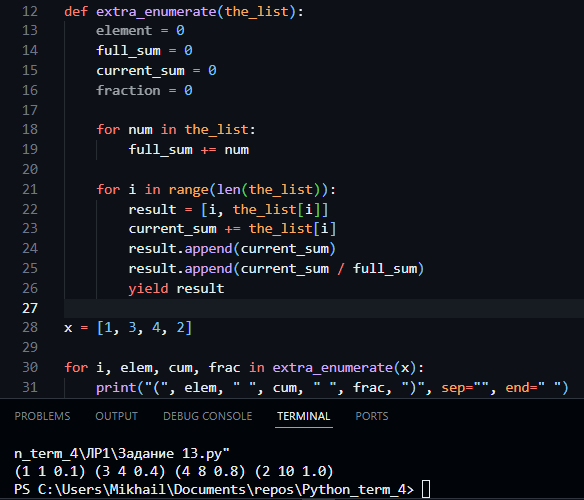 12 def extra_enumerate(the_list):
13     element = 0
14     full_sum = 0
15     current_sum = 0
16     fraction = 0
17
18     for num in the_list:
19         full_sum += num
20
21     for i in range(len(the_list)):
22         result = [i, the_list[i]]
23         current_sum += the_list[i]
24         result.append(current_sum)
25         result.append(current_sum / full_sum)
26         yield result
27
28 x = [1, 3, 4, 2]
29
30 for i, elem, cum, frac in extra_enumerate(x):
31     print("(", elem, " ", cum, " ", frac, ")", sep="", end=" ")
PROBLEMS OUTPUT DEBUG CONSOLE TERMINAL PORTS
n_term_4\ЛР1\Задание 13.py"
(1 1 0.1) (3 4 0.4) (4 8 0.8) (2 10 1.0)
PS C:\Users\Mikhail\Documents\repos\Python_term_4>